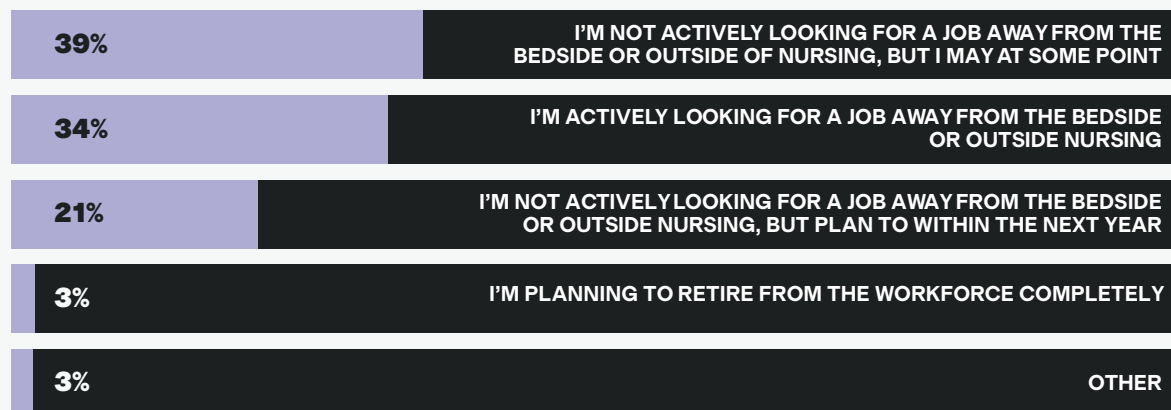 39%
I'M NOT ACTIVELY LOOKING FOR A JOB AWAY FROM THE
BEDSIDE OR OUTSIDE OF NURSING, BUT I MAY AT SOME POINT
34%
I'M ACTIVELY LOOKING FOR A JOB AWAY FROM THE BEDSIDE
OR OUTSIDE NURSING
21%
I'M NOT ACTIVELY LOOKING FOR A JOB AWAY FROM THE BEDSIDE
OR OUTSIDE NURSING, BUT PLAN TO WITHIN THE NEXT YEAR
3%
I'M PLANNING TO RETIRE FROM THE WORKFORCE COMPLETELY
3%
OTHER